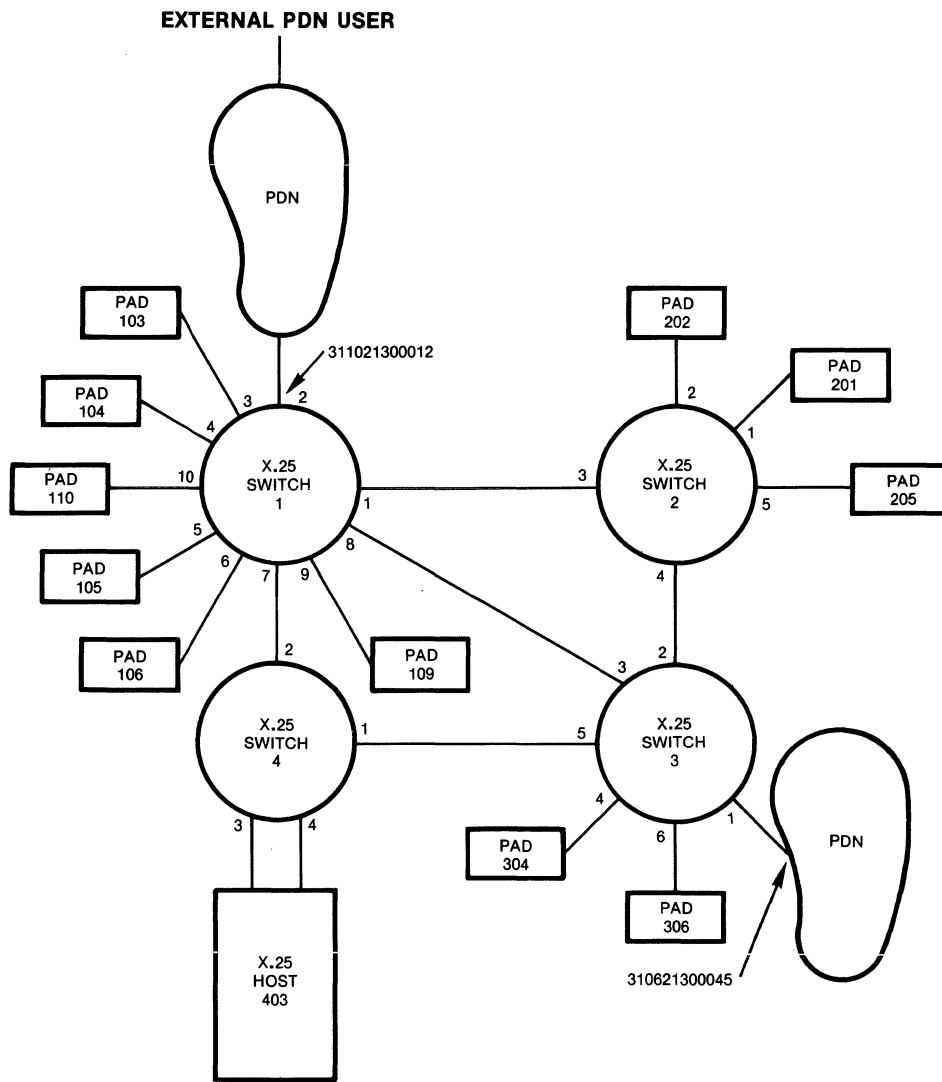 EXTERNAL PDN USER
PDN
PAD
103
311021300012
PAD
202
PAD
201
PAD
104
3
2
4
2
1
PAD
110
10
X.25
SWITCH
1
1
3
X.25
SWITCH
2
5
PAD
205
5
6
7
9
8
4
PAD
105
PAD
106
2
PAD
109
3
2
X.25
SWITCH
4
1
5
X.25
SWITCH
3
4
6
1
3
4
PAD
304
PDN
PAD
306
X.25
HOST
403
310621300045